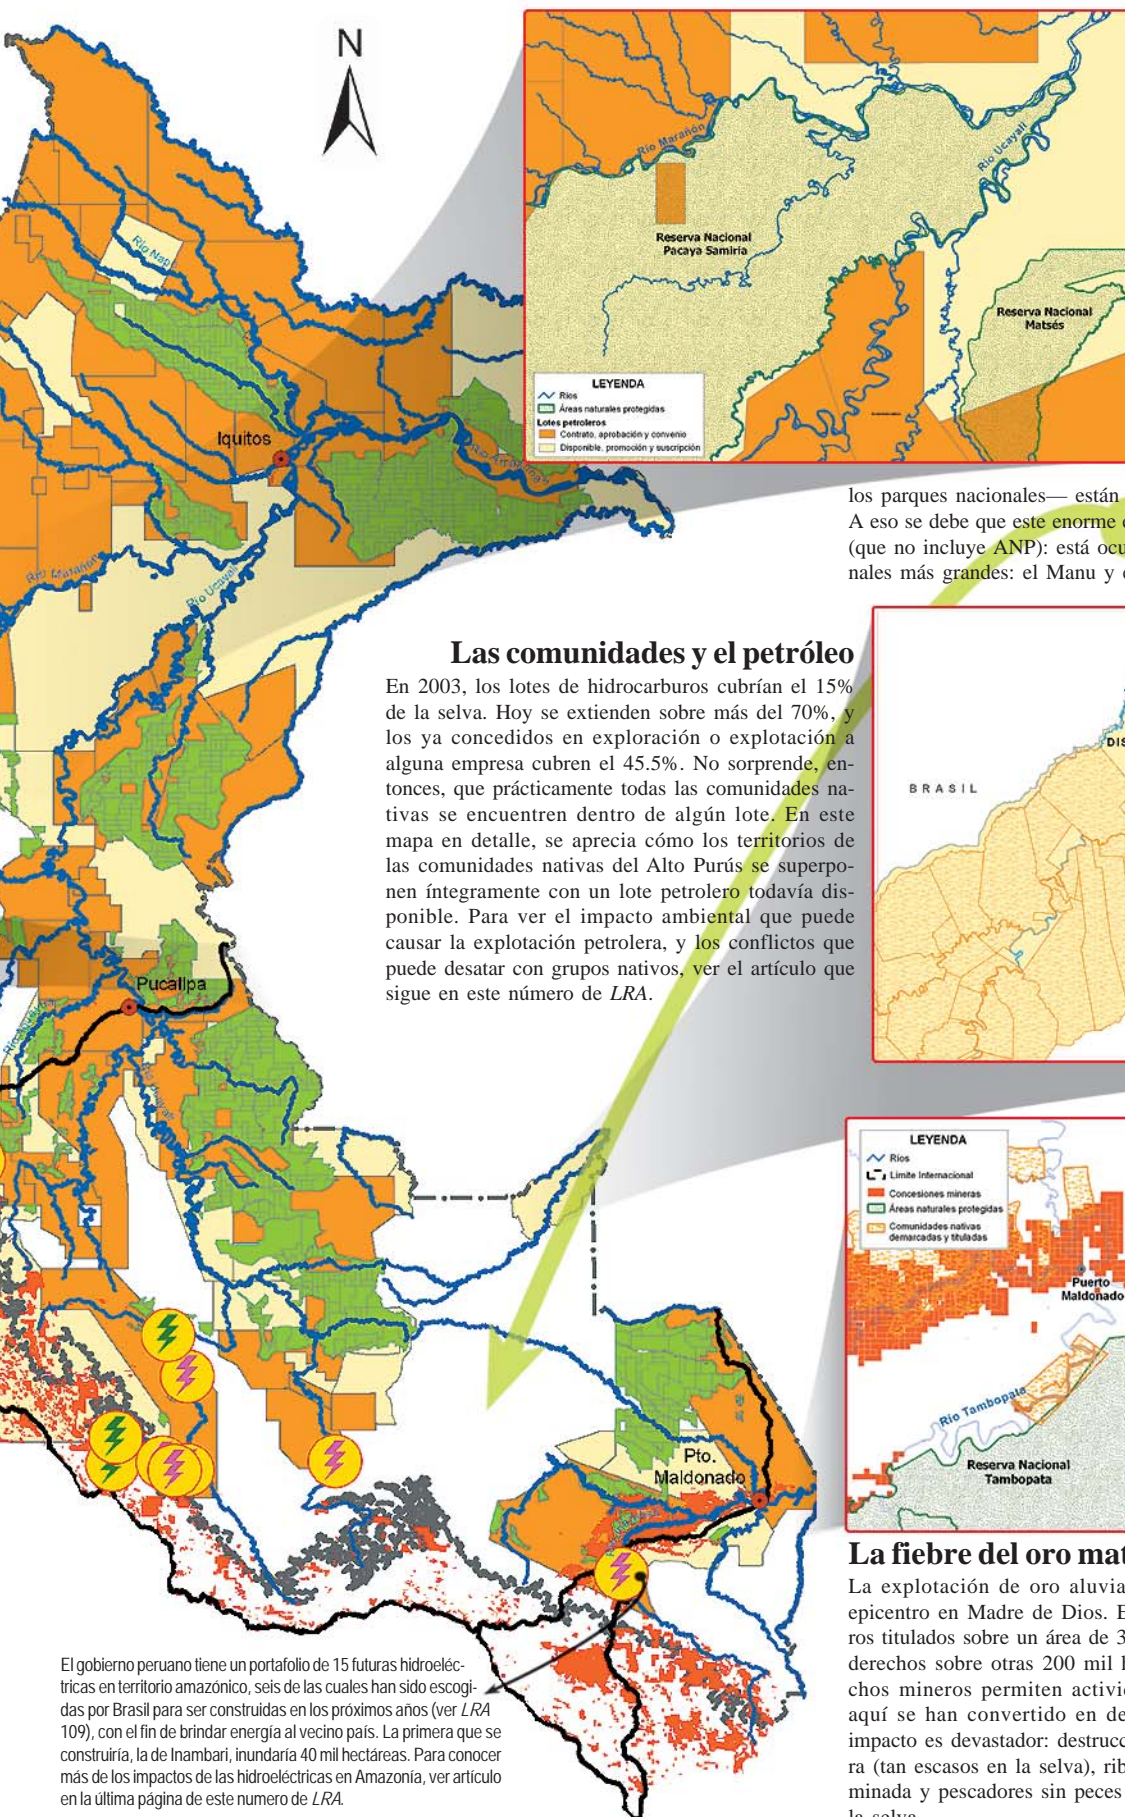 N
Río Napo
Iquitos
Río Amazonas
Río Marañón
Río Ucayali
Pucallpa
Río Ucayali
Pto.
Maldonado
Río Marañón
Río Ucayali
Reserva Nacional
Pacaya Samiria
Reserva Nacional
Matsés
LEYENDA
Ríos
Áreas naturales protegidas
Lotes petroleros
Contrato, aprobación y convenio
Disponible, promoción y suscripción
los parques nacionales— están
A eso se debe que este enorme
(que no incluye ANP): está ocu
nales más grandes: el Manu y
Las comunidades y el petróleo
En 2003, los lotes de hidrocarburos cubrían el 15%
de la selva. Hoy se extienden sobre más del 70%, y
los ya concedidos en exploración o explotación a
alguna empresa cubren el 45.5%. No sorprende, en-
tonces, que prácticamente todas las comunidades na-
tivas se encuentren dentro de algún lote. En este
mapa en detalle, se aprecia cómo los territorios de
las comunidades nativas del Alto Purús se superpo-
nen íntegramente con un lote petrolero todavía dis-
ponible. Para ver el impacto ambiental que puede
causar la explotación petrolera, y los conflictos que
puede desatar con grupos nativos, ver el artículo que
sigue en este número de LRA.
BRASIL
DIS
LEYENDA
Ríos
Límite Internacional
Concesiones mineras
Áreas naturales protegidas
Comunidades nativas
demarcadas y tituladas
Puerto
Maldonado
Río Tambopata
Reserva Nacional
Tambopata
La fiebre del oro mat
La explotación de oro aluvia
epicentro en Madre de Dios. E
ros titulados sobre un área de 3
derechos sobre otras 200 mil h
chos mineros permiten activid
aquí se han convertido en de
impacto es devastador: destrucc
ra (tan escasos en la selva), rib
minada y pescadores sin peces
la selva.
El gobierno peruano tiene un portafolio de 15 futuras hidroeléc-
tricas en territorio amazónico, seis de las cuales han sido escogi-
das por Brasil para ser construidas en los próximos años (ver LRA
109), con el fin de brindar energía al vecino país. La primera que se
construiría, la de Inambari, inundaría 40 mil hectáreas. Para conocer
más de los impactos de las hidroeléctricas en Amazonía, ver artículo
en la última página de este numero de LRA.